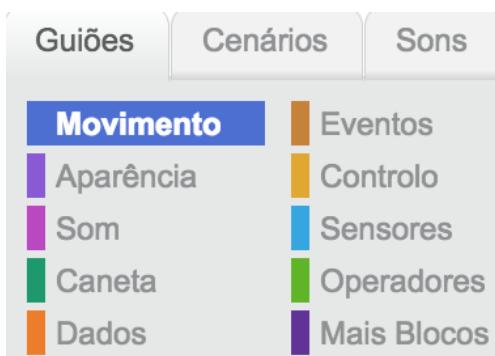 Guiões Cenários Sons
Movimento Eventos
Aparência Controlo
Som Sensores
Caneta Operadores
Dados Mais Blocos